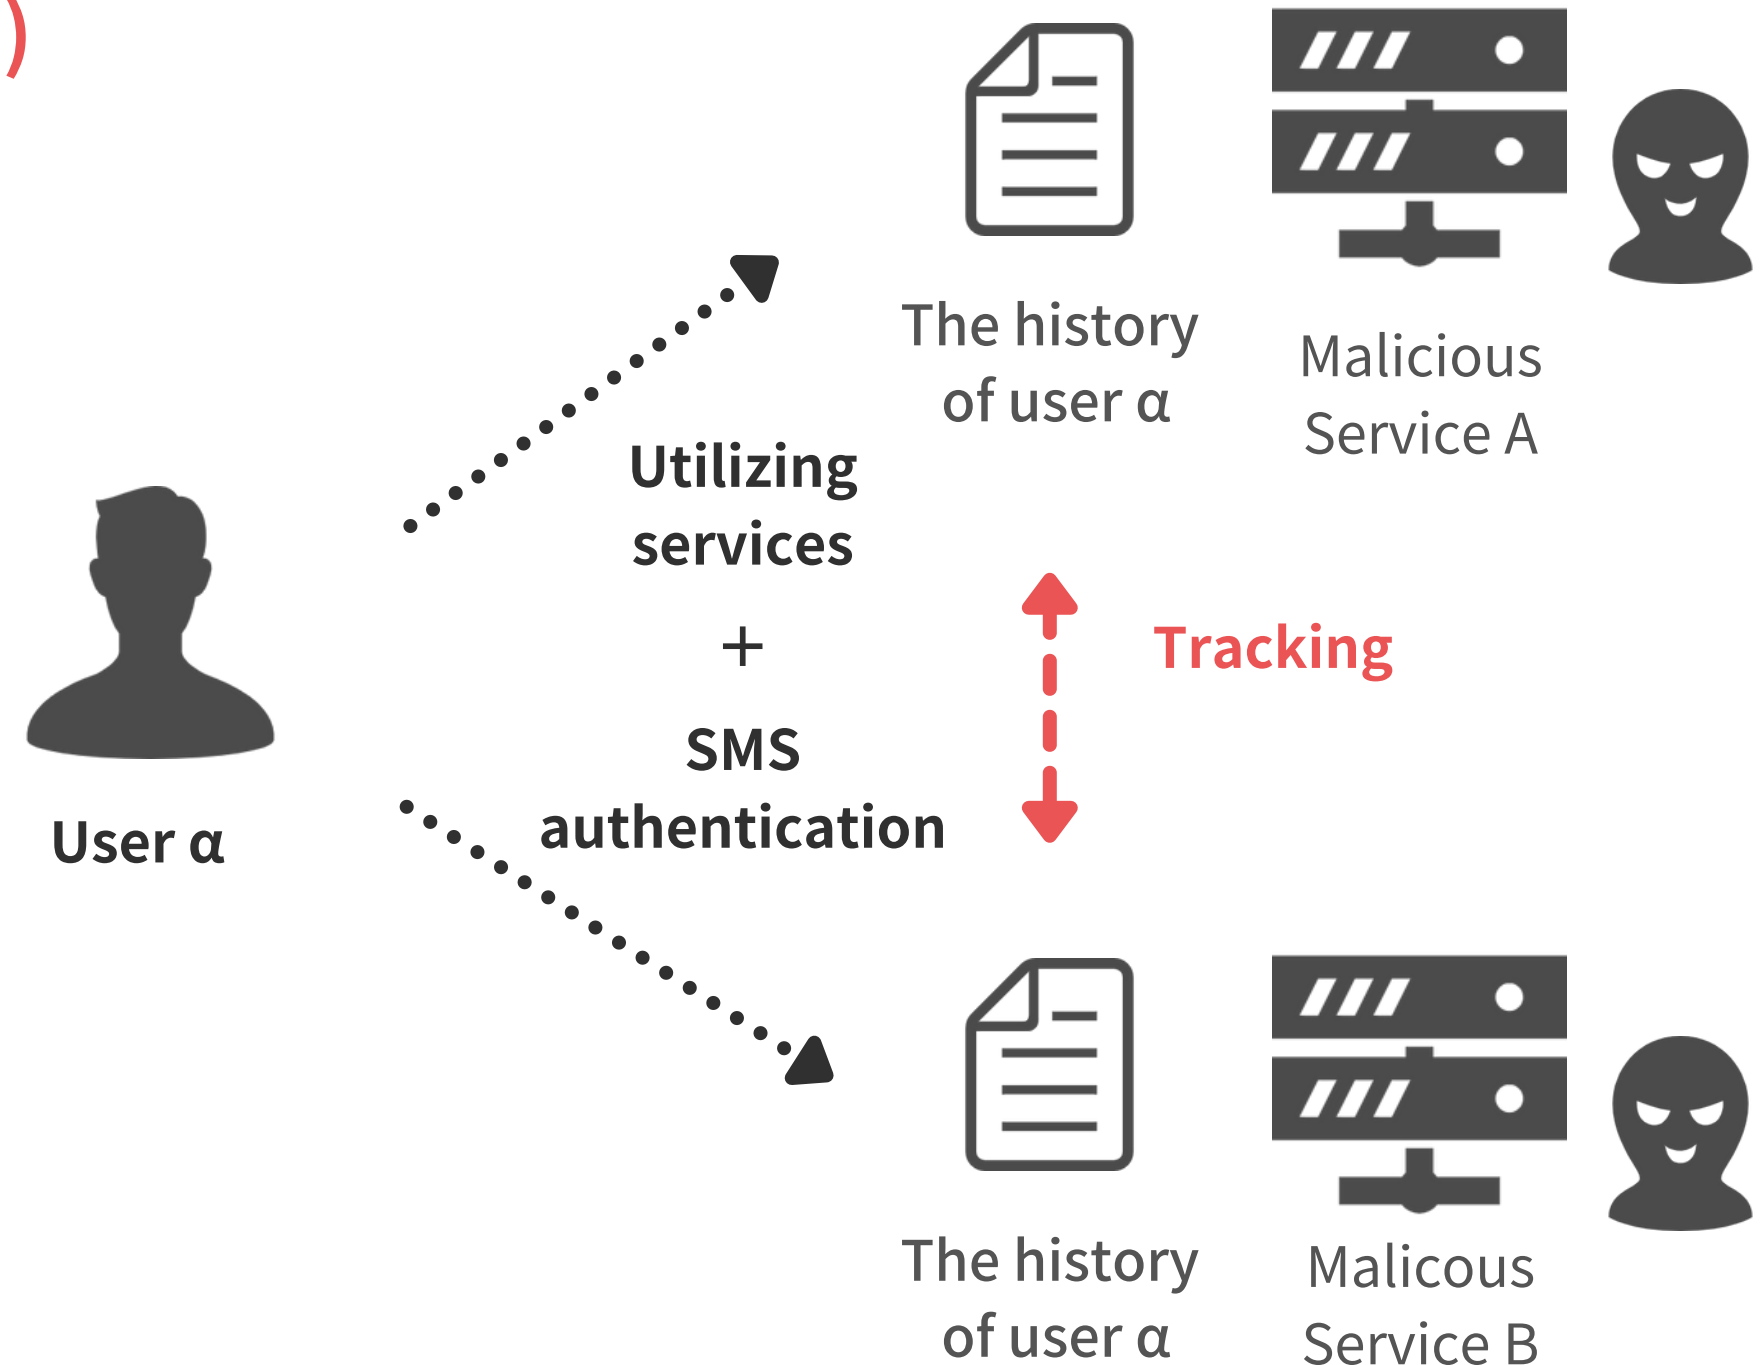 )
The history
of user α
Malicious
Service A
Utilizing
services
+
SMS
authentication
Tracking
User α
The history
of user α
Malicous
Service B